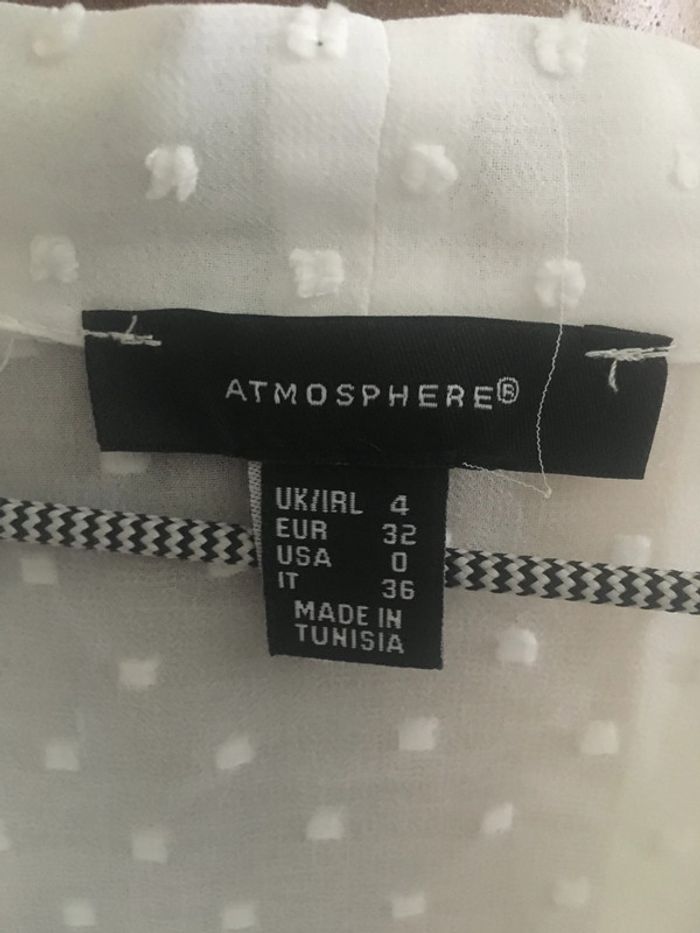 ATMOSPHERE®
UK/IRL 4
EUR 32
USA 0
IT 36
MADE IN
TUNISIA